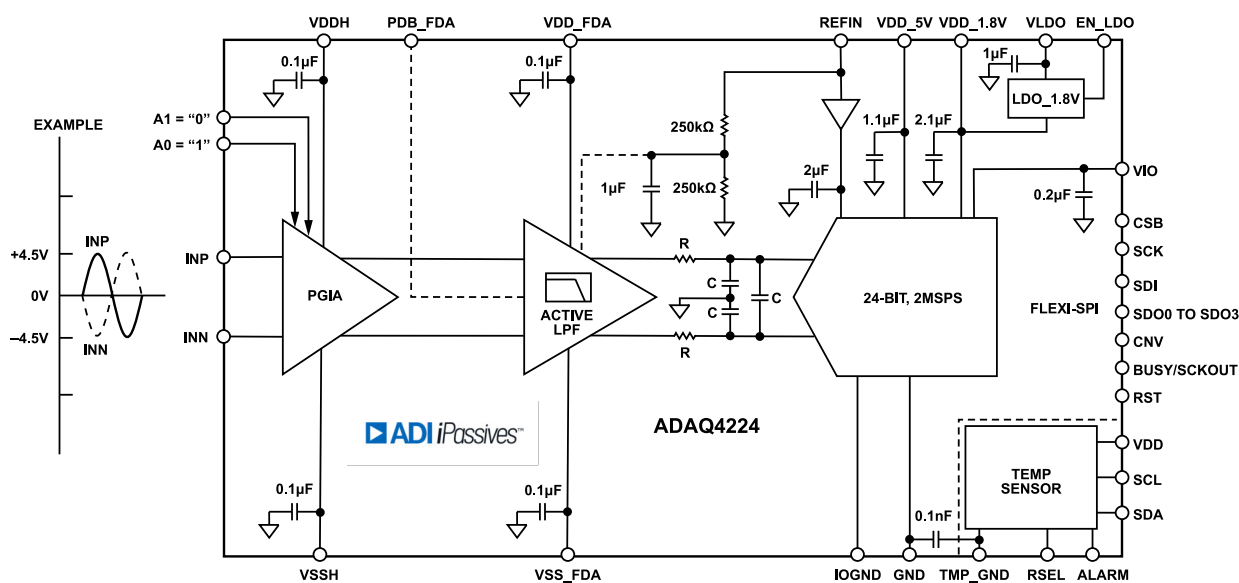 VDDH
PDB_FDA
VDD_FDA
REFIN
VDD_5V
VDD_1.8V
VLDO
EN_LDO
0.1µF
0.1µF
1µF
LDO_1.8V
A1 = “0”
A0 = “1”
EXAMPLE
250kΩ
1.1µF
2.1µF
1µF
250kΩ
2µF
VIO
0.2µF
CSB
SCK
SDI
SDO0 TO SDO3
CNV
BUSY/SCKOUT
RST
FLEXI-SPI
+4.5V
0V
–4.5V
INP
INN
INP
INN
PGIA
ACTIVE
LPF
R
C
C
C
R
24-BIT, 2MSPS
ADI iPassives™
ADAQ4224
VDD
SCL
SDA
TEMP
SENSOR
0.1µF
0.1µF
0.1nF
VSSH
VSS_FDA
IOGND
GND
TMP_GND
RSEL
ALARM